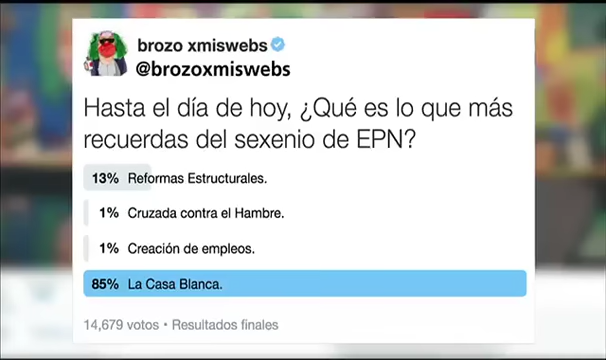 brozo xmiswebs
@brozoxmiswebs
Hasta el día de hoy, ¿Qué es lo que más
recuerdas del sexenio de EPN?
13% Reformas Estructurales.
1% Cruzada contra el Hambre.
1% Creación de empleos.
85% La Casa Blanca.
14,679 votos • Resultados finales